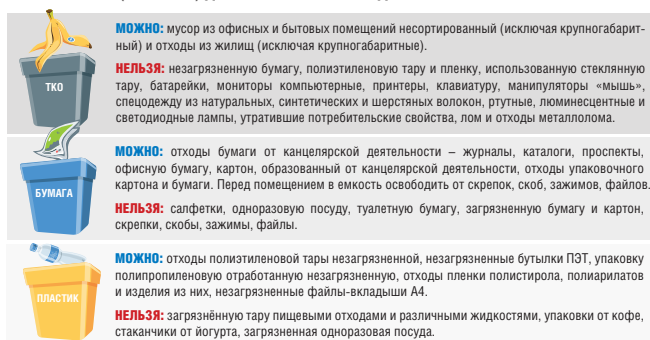 МОЖНО: мусор из офисных и бытовых помещений несортированный (исключая крупногабарит-
ный) и отходы из жилищ (исключая крупногабаритные).
НЕЛЬЗЯ: незагрязненную бумагу, полиэтиленовую тару и пленку, использованную стеклянную
тару, батарейки, мониторы компьютерные, принтеры, клавиатуру, манипуляторы «мышь»,
спецодежду из натуральных, синтетических и шерстяных волокон, ртутные, люминесцентные и
светодиодные лампы, утратившие потребительские свойства, лом и отходы металлолома.
ТКО
МОЖНО: отходы бумаги от канцелярской деятельности – журналы, каталоги, проспекты,
офисную бумагу, картон, образованный от канцелярской деятельности, отходы упаковочного
картона и бумаги. Перед помещением в емкость освободить от скрепок, скоб, зажимов, файлов.
НЕЛЬЗЯ: салфетки, одноразовую посуду, туалетную бумагу, загрязненную бумагу и картон,
скрепки, скобы, зажимы, файлы.
БУМАГА
МОЖНО: отходы полиэтиленовой тары незагрязненной, незагрязненные бутылки ПЭТ, упаковку
полипропиленовую отработанную незагрязненную, отходы пленки полистирола, полиарилатов
и изделия из них, незагрязненные файлы-вкладыши А4.
НЕЛЬЗЯ: загрязнённую тару пищевыми отходами и различными жидкостями, упаковки от кофе,
стаканчики от йогурта, загрязненная одноразовая посуда.
ПЛАСТИК